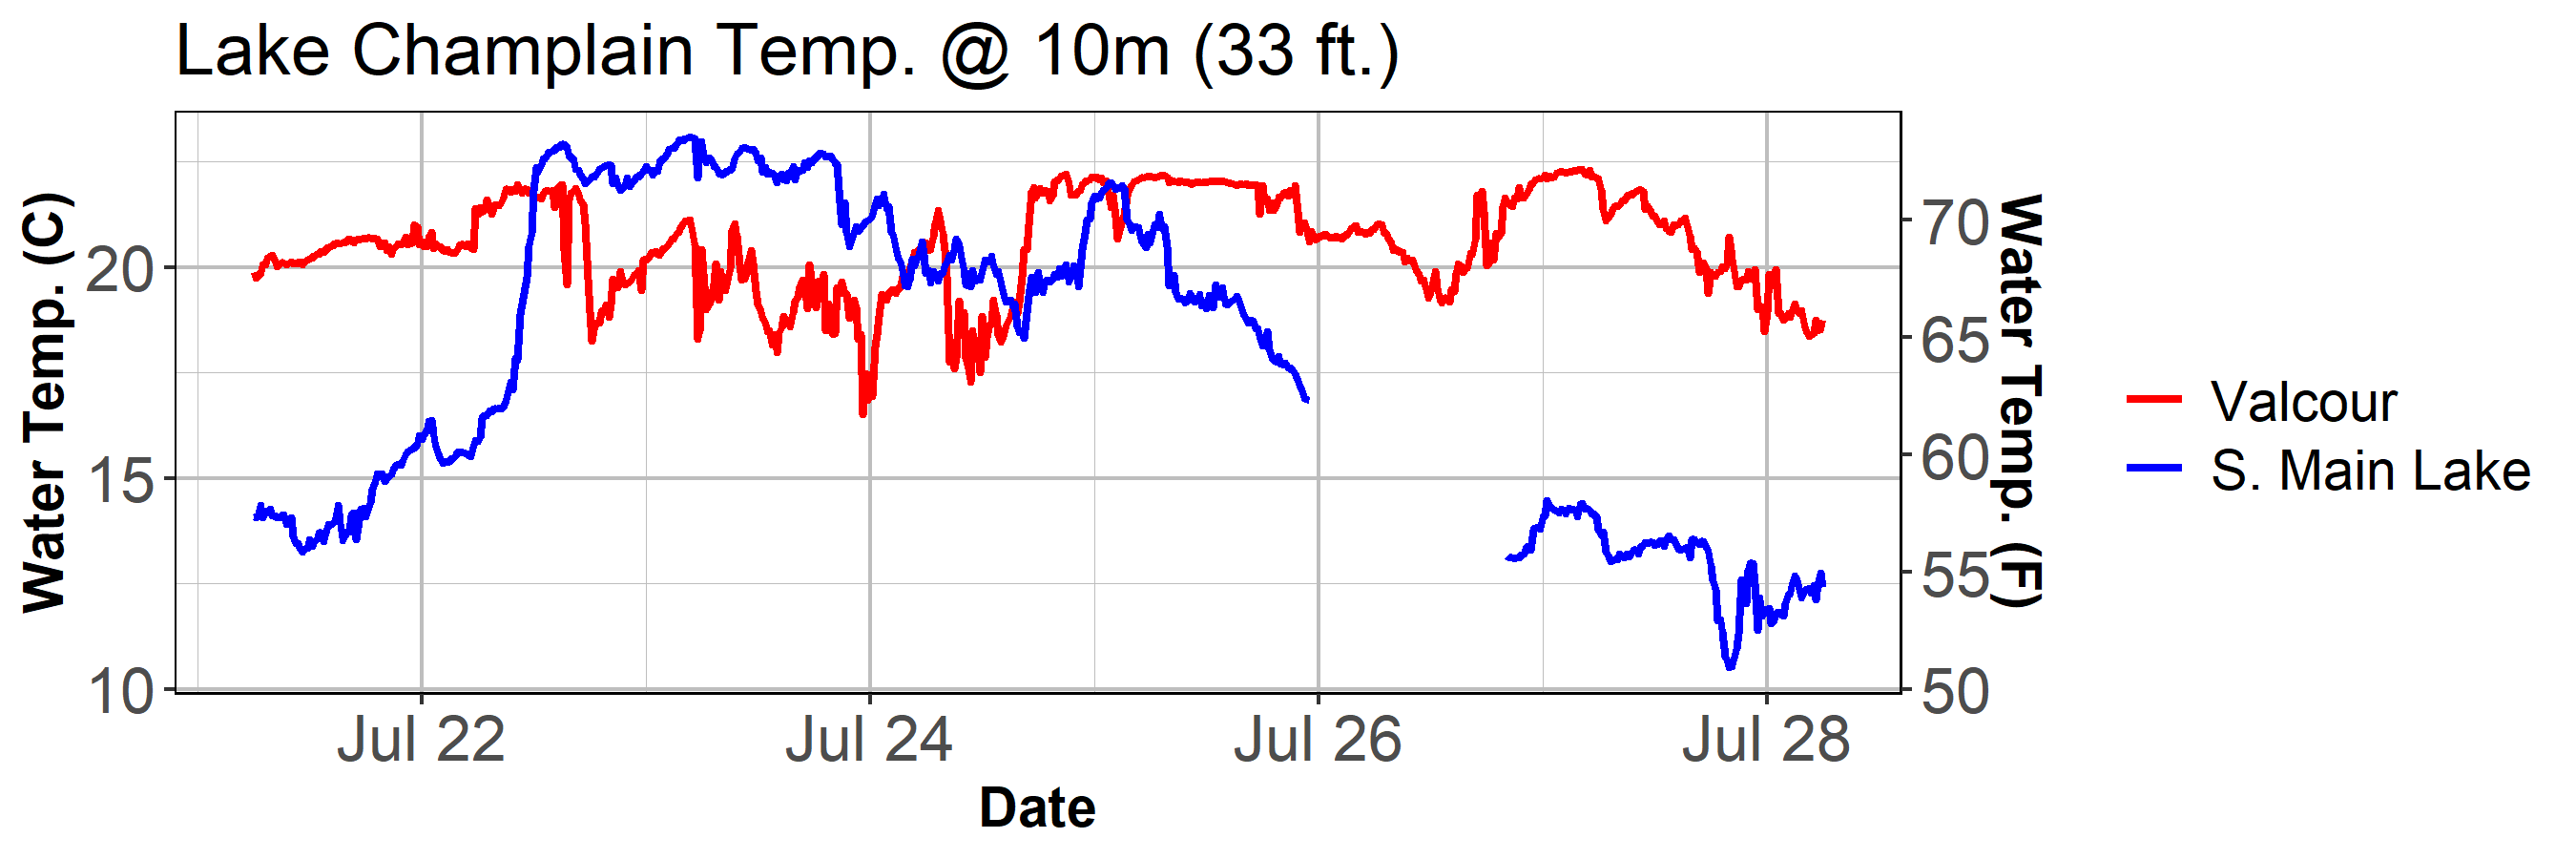 Lake Champlain Temp. @ 10m (33 ft.)
Water Temp. (C)
20
15
10
Jul 22
Jul 24
Jul 26
Jul 28
Date
70
65
60
55
50
Water Temp. (F)
Valcour
S. Main Lake